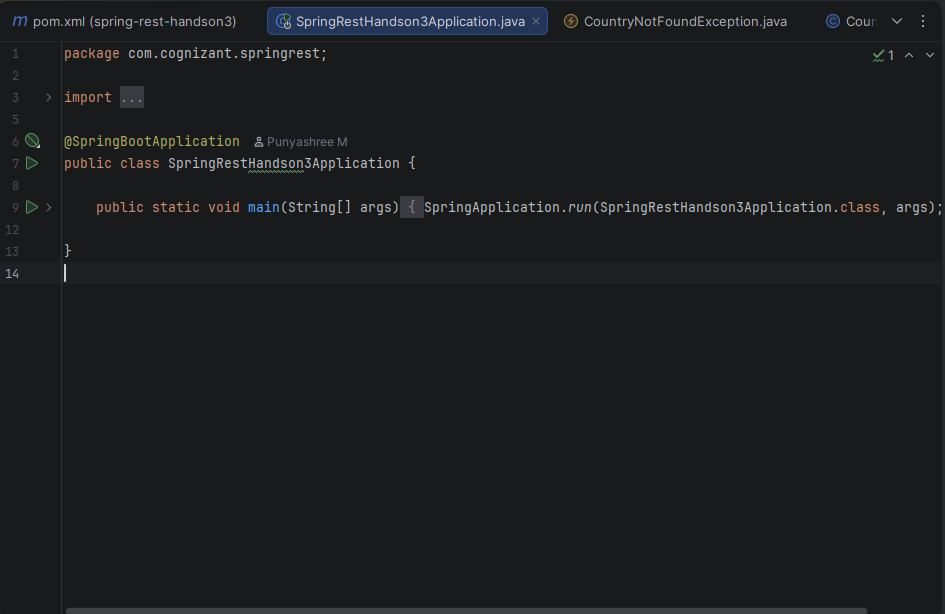 m pom.xml (spring-rest-handson3)
SpringRestHandson3Application.java
CountryNotFoundException.java
Coun
1 package com.cognizant.springrest;
1
2
3 import ...
5
6 @SpringBootApplication Punyashree M
7 public class SpringRestHandson3Application {
8
9 public static void main(String[] args) { SpringApplication.run(SpringRestHandson3Application.class, args);
12
13 }
14